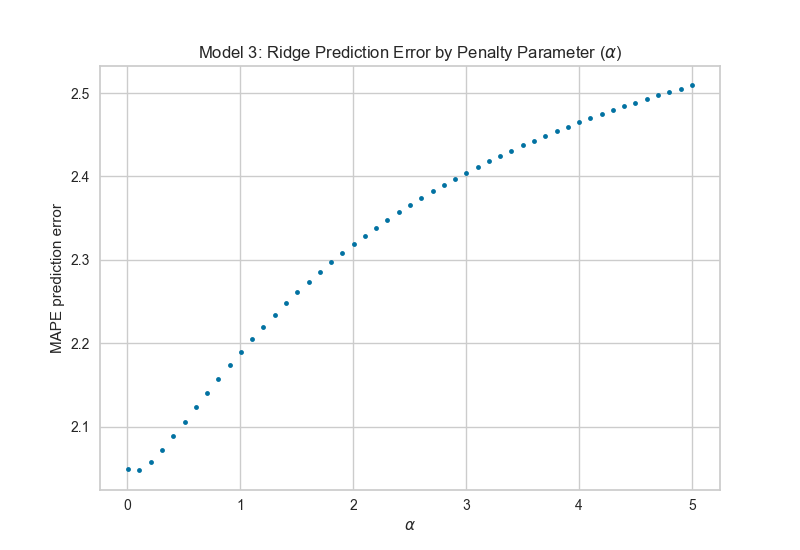 Model 3: Ridge Prediction Error by Penalty Parameter (α)
MAPE prediction error
2.5
2.4
2.3
2.2
2.1
0 1 2 3 4 5
α